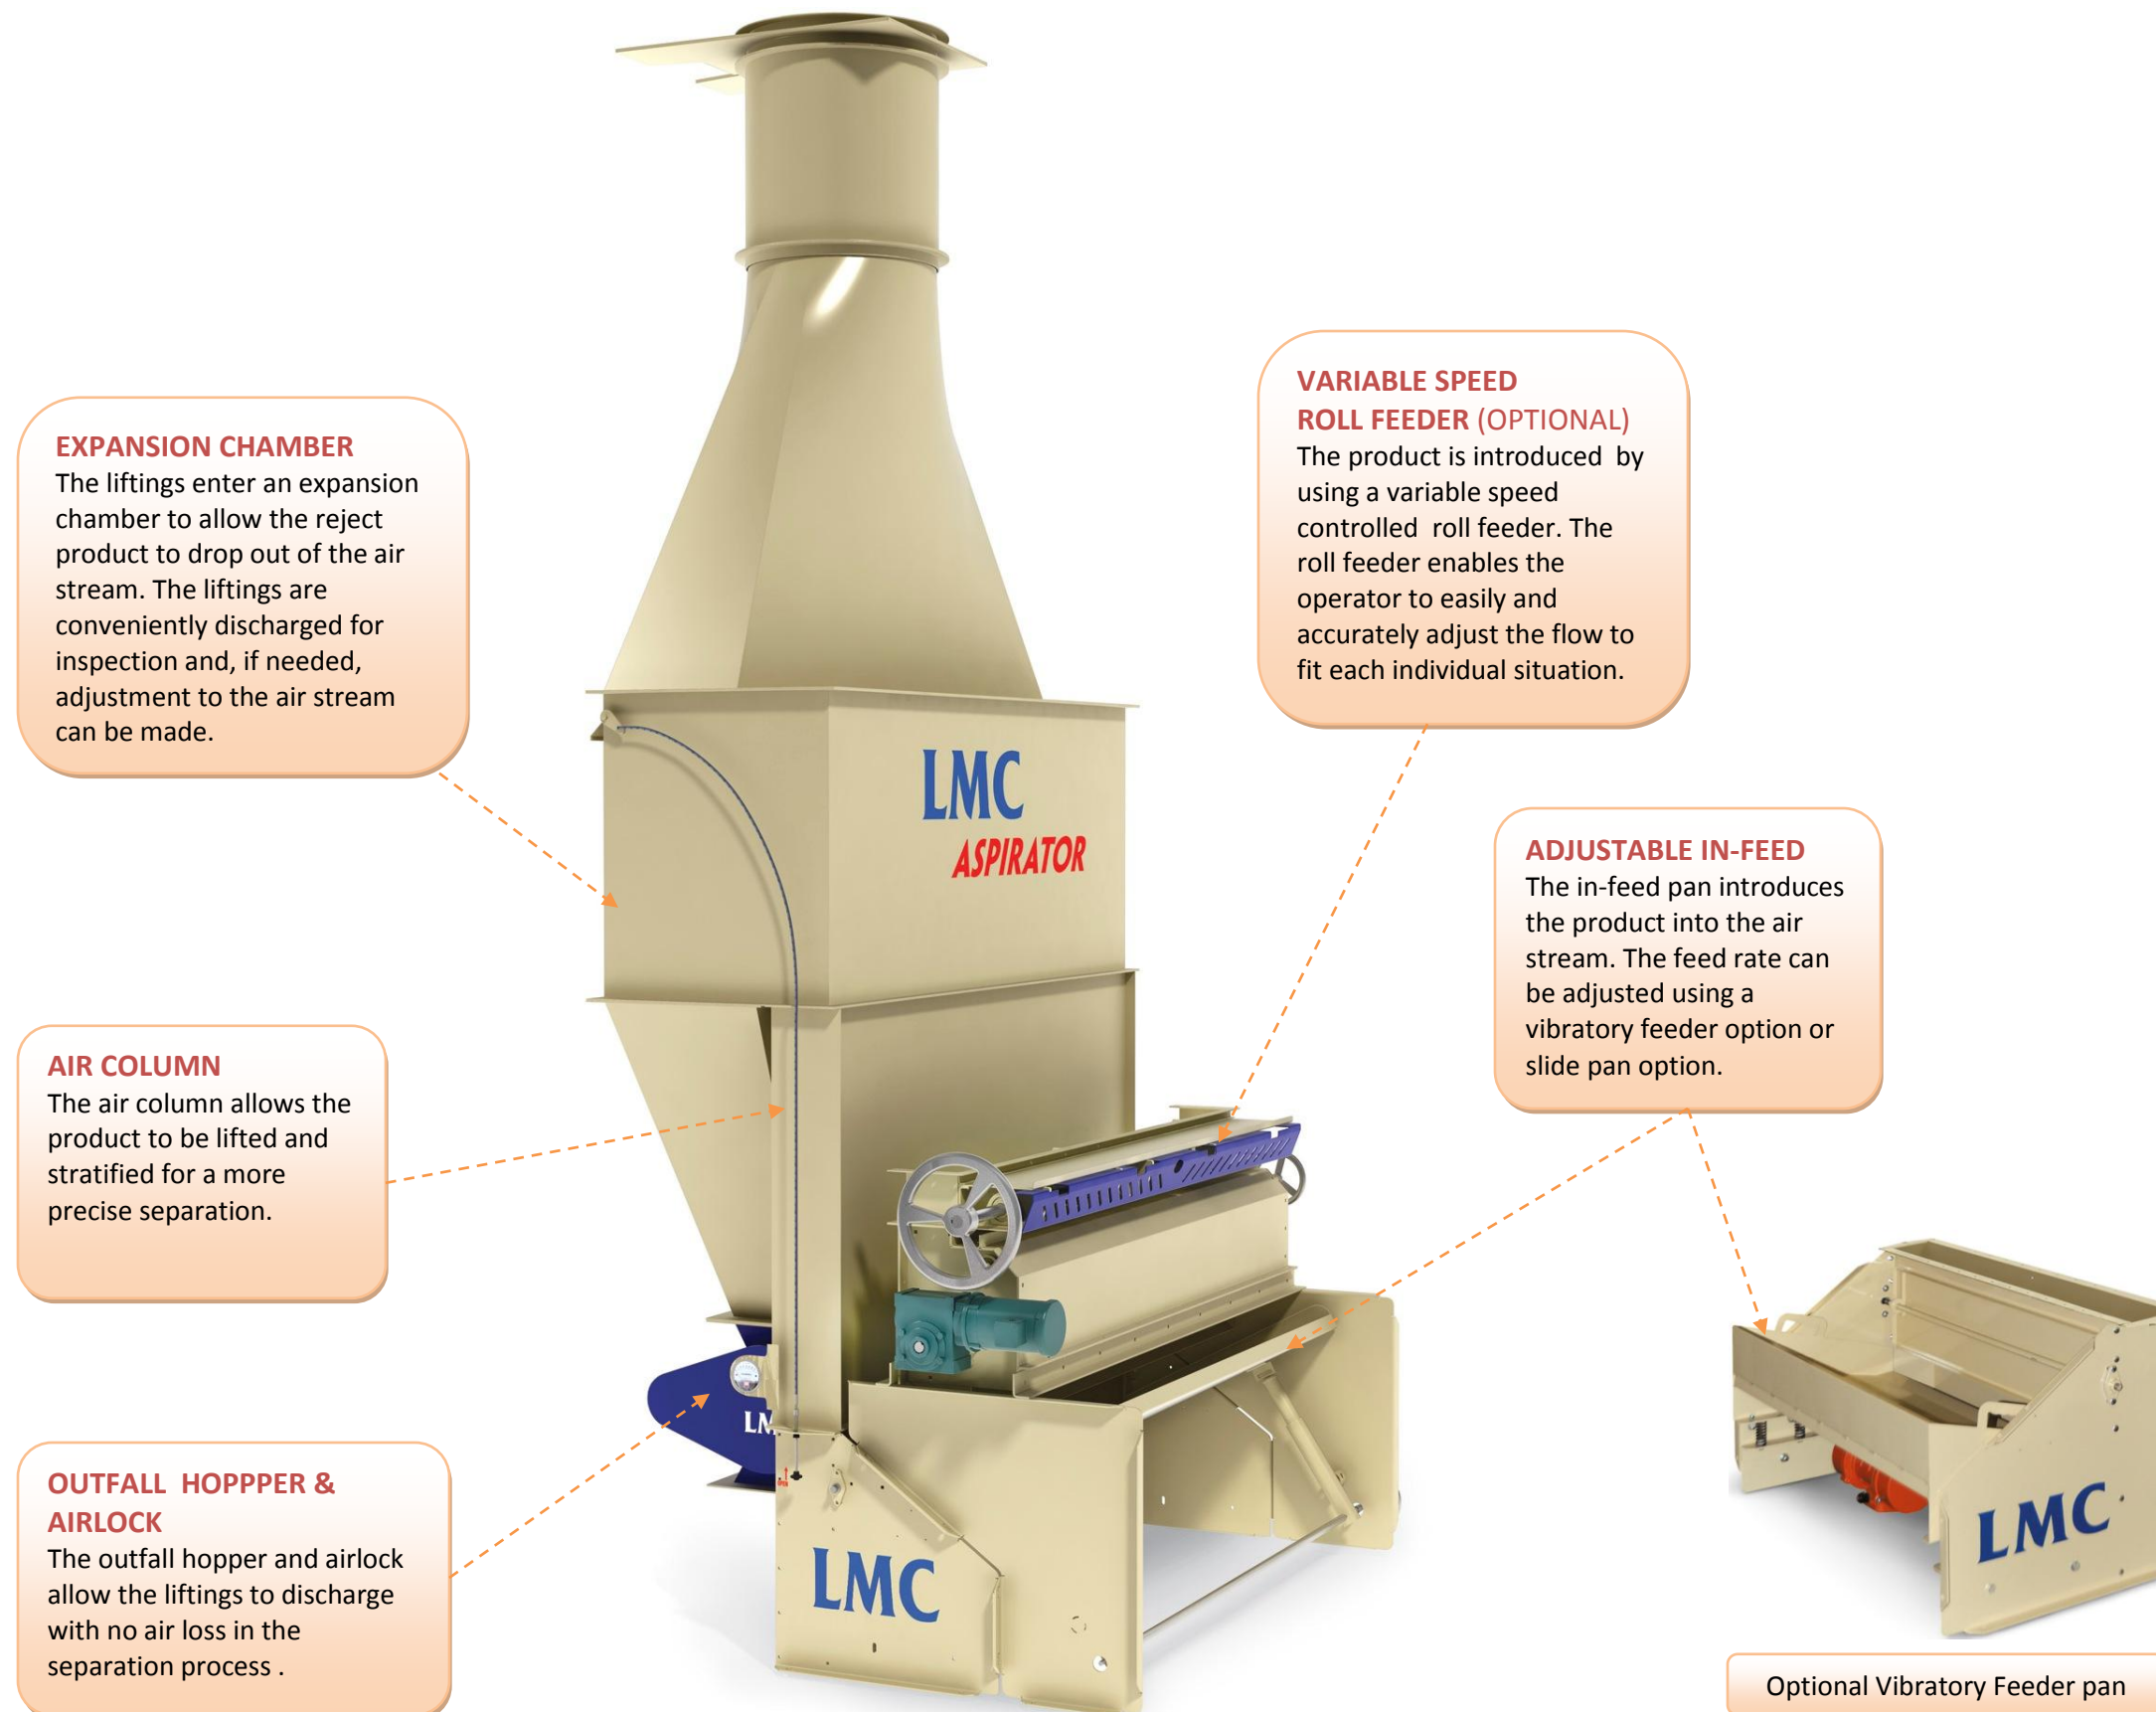 EXPANSION CHAMBER
The liftings enter an expansion
chamber to allow the reject
product to drop out of the air
stream. The liftings are
conveniently discharged for
inspection and, if needed,
adjustment to the air stream
can be made.
VARIABLE SPEED
ROLL FEEDER (OPTIONAL)
The product is introduced by
using a variable speed
controlled roll feeder. The
roll feeder enables the
operator to easily and
accurately adjust the flow to
fit each individual situation.
LMC
ASPIRATOR
ADJUSTABLE IN-FEED
The in-feed pan introduces
the product into the air
stream. The feed rate can
be adjusted using a
vibratory feeder option or
slide pan option.
AIR COLUMN
The air column allows the
product to be lifted and
stratified for a more
precise separation.
OUTFALL HOPPPER &
AIRLOCK
The outfall hopper and airlock
allow the liftings to discharge
with no air loss in the
separation process .
LM
OPEN
LMC
LMC
Optional Vibratory Feeder pan